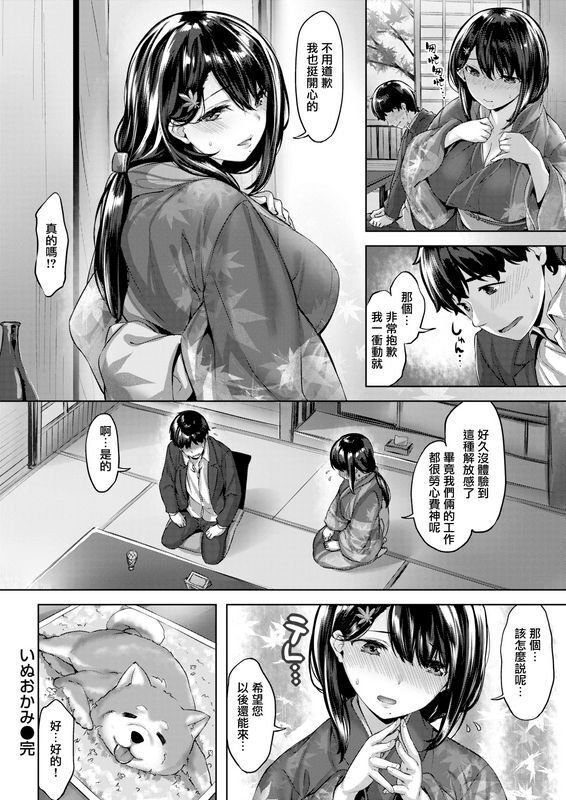 用吧
用吧…
那個…
非常抱歉
我一衝動就
しゅん…
不用道歉
我也挺開心的
真的嗎!?
好久沒體驗到
這種解放感了
畢竟我們倆的工作
都很勞心費神呢
啊…是的
那個…
該怎麼說呢…
テレ…
希望您
以後還能來…
好…好的！
いぬおかみ●完